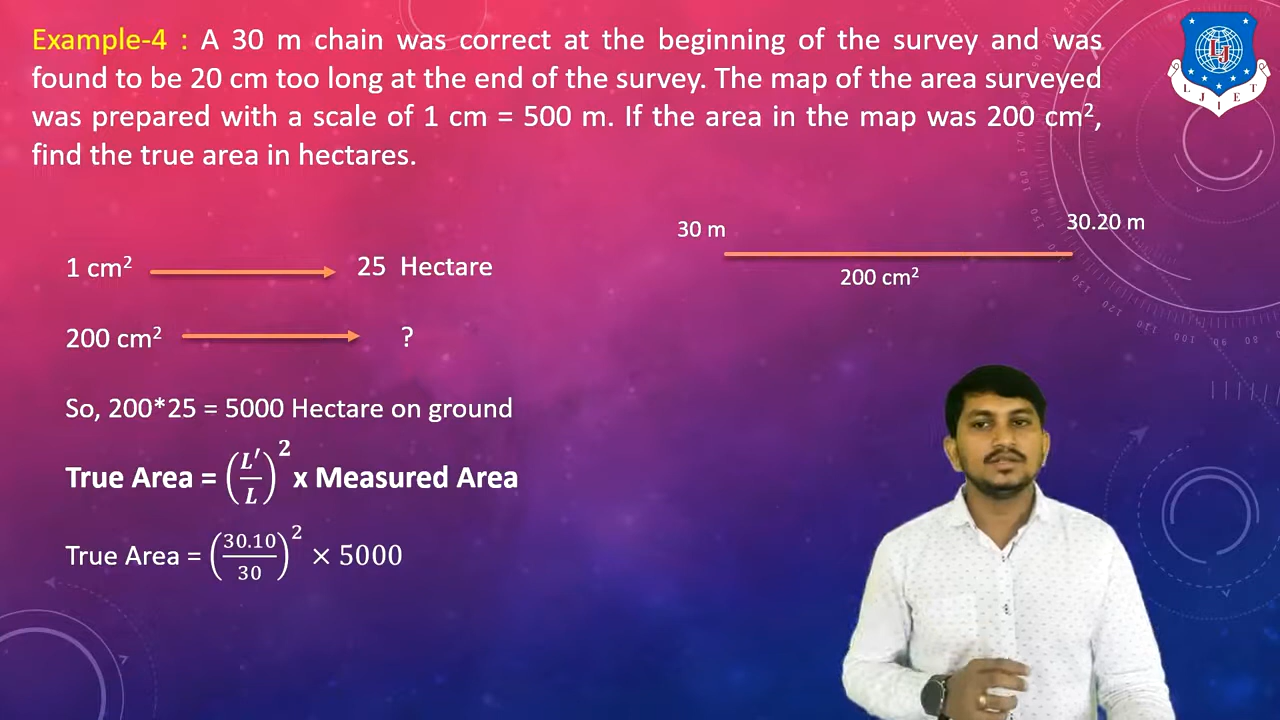 Example-4 : A 30 m chain was correct at the beginning of the survey and was
found to be 20 cm too long at the end of the survey. The map of the area surveyed
was prepared with a scale of 1 cm = 500 m. If the area in the map was 200 cm²,
find the true area in hectares.
LJ
L J I E T
30 m
30.20 m
200 cm²
1 cm² → 25 Hectare
200 cm² → ?
So, 200*25 = 5000 Hectare on ground
True Area = (L'/L)² x Measured Area
True Area = (30.10/30)² × 5000